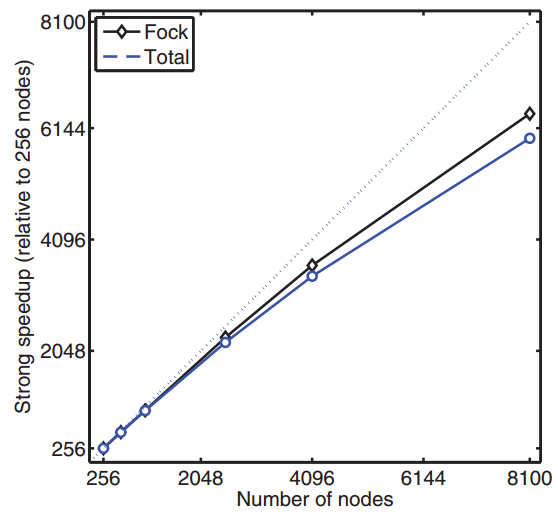 8100
6144
4096
2048
256
Strong speedup (relative to 256 nodes)
Fock
Total
256 2048 4096 6144 8100
Number of nodes